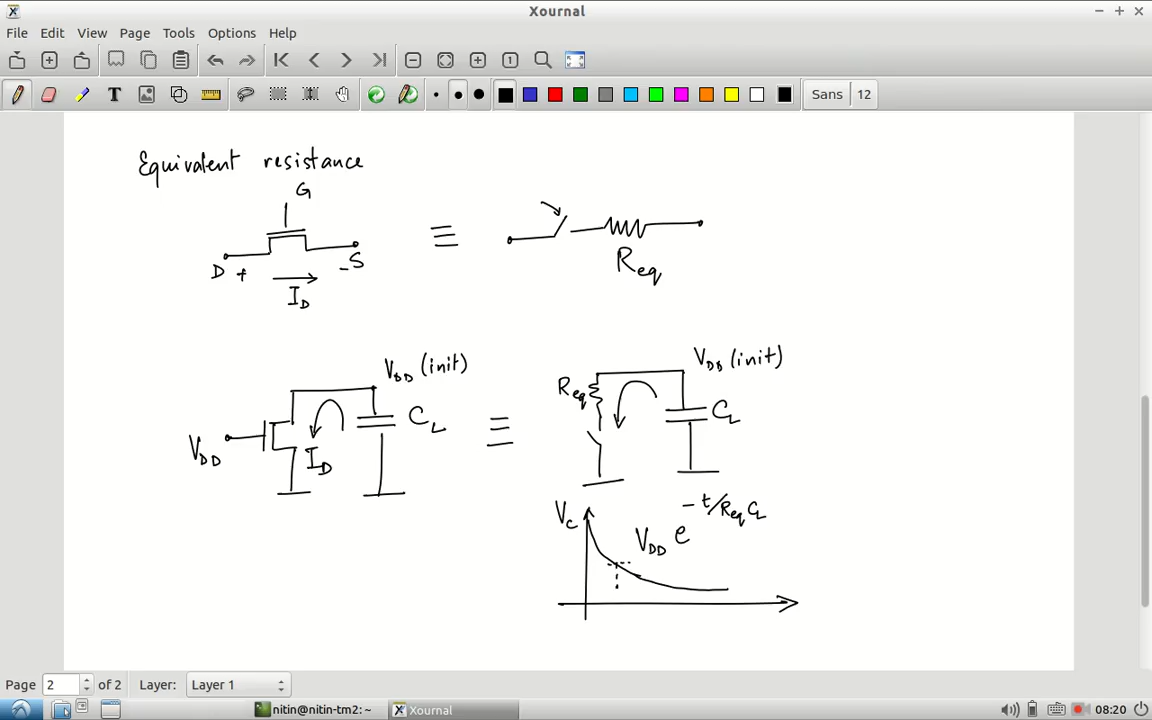 Xournal
File Edit View Page Tools Options Help
Sans 12
Equivalent resistance
G
D + - S
I_D
≡
R_eq
V_DD (init)
V_DD
I_D
C_L
≡
V_DD (init)
R_eq
C_L
V_C
V_DD e^{-t/R_eq C_L}
Page 2 of 2 Layer: Layer 1
nitin@nitin-tm2: ~ Xournal 08:20